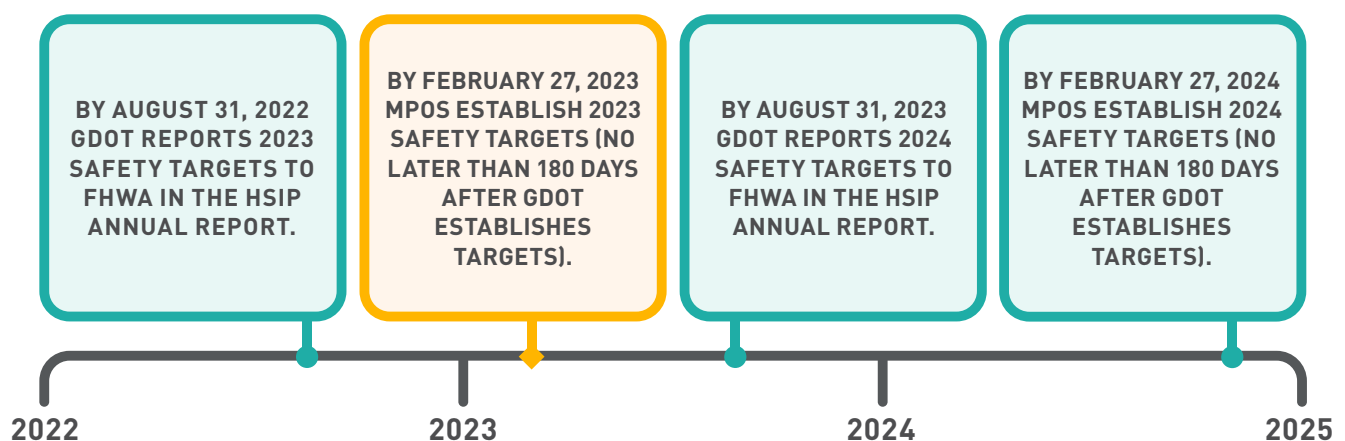 BY AUGUST 31, 2022
GDOT REPORTS 2023
SAFETY TARGETS TO
FHWA IN THE HSIP
ANNUAL REPORT.
BY FEBRUARY 27, 2023
MPOS ESTABLISH 2023
SAFETY TARGETS (NO
LATER THAN 180 DAYS
AFTER GDOT
ESTABLISHES
TARGETS).
BY AUGUST 31, 2023
GDOT REPORTS 2024
SAFETY TARGETS TO
FHWA IN THE HSIP
ANNUAL REPORT.
BY FEBRUARY 27, 2024
MPOS ESTABLISH 2024
SAFETY TARGETS (NO
LATER THAN 180 DAYS
AFTER GDOT
ESTABLISHES
TARGETS).
2022
2023
2024
2025